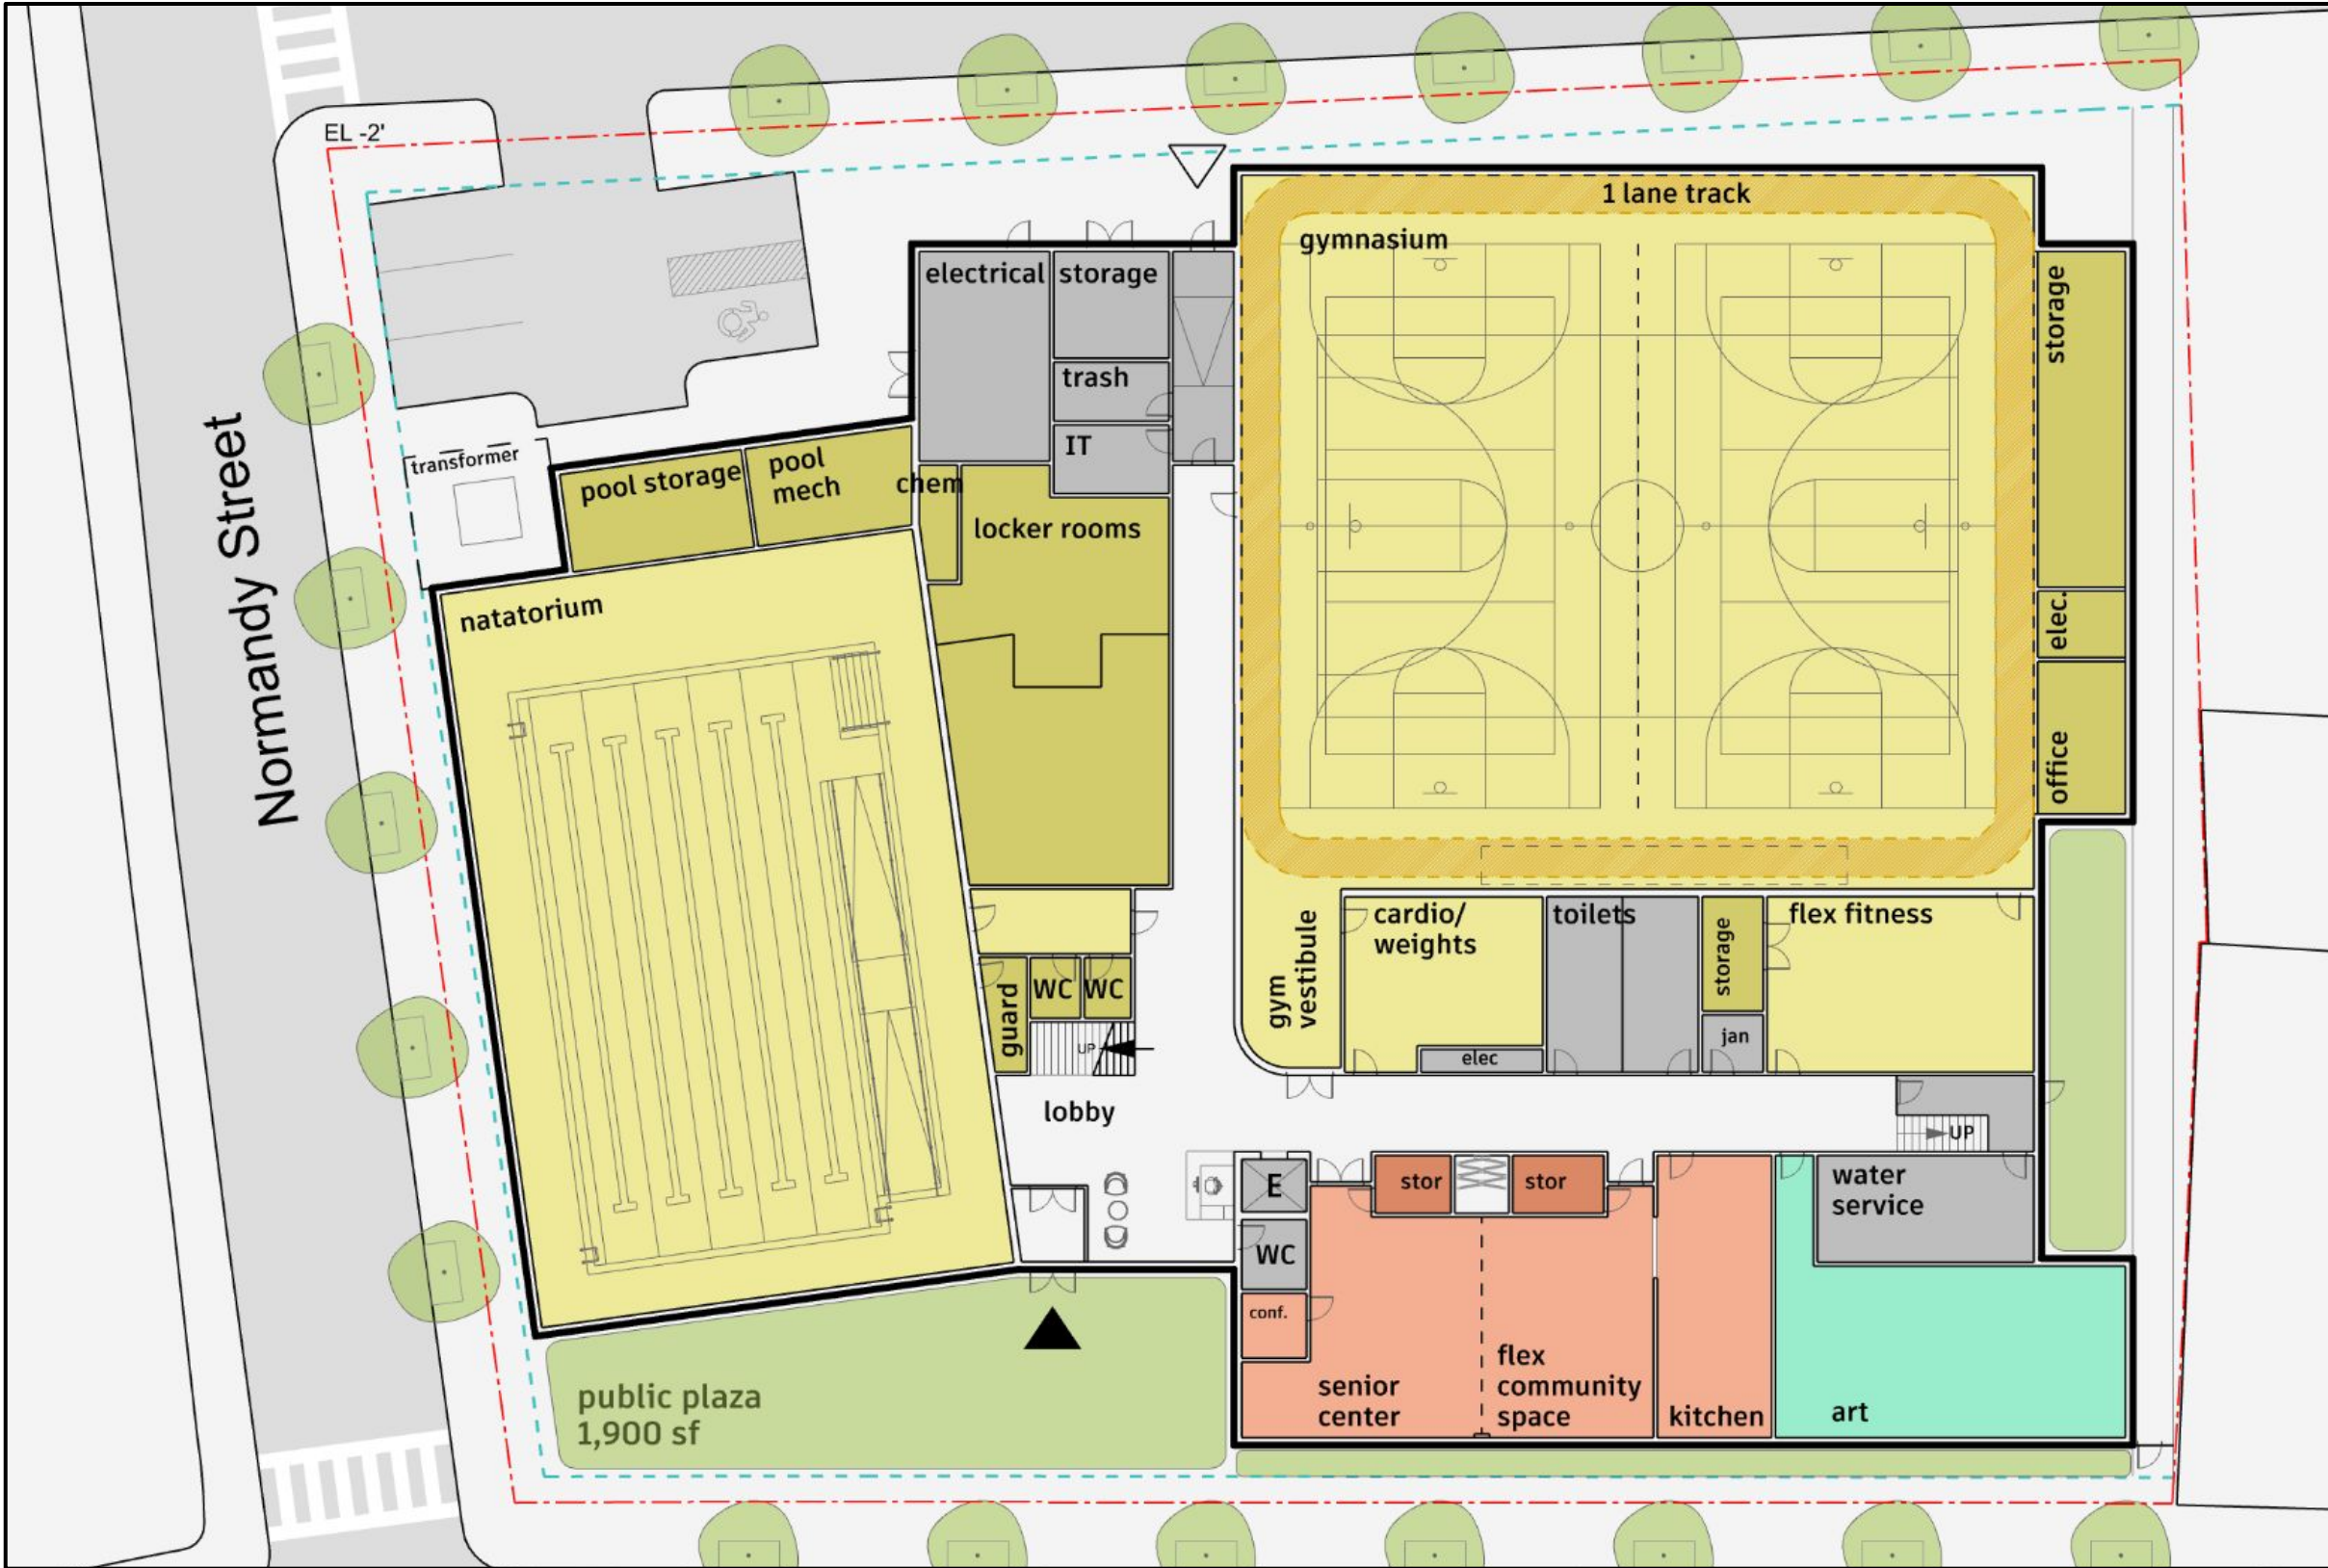 EL -2'
1 lane track
gymnasium
electrical
storage
storage
trash
IT
transformer
pool storage
pool
mech
chem
locker rooms
Normandy Street
natatorium
elec.
office
gym
vestibule
cardio/
weights
toilets
storage
flex fitness
guard
WC
WC
UP
elec
jan
lobby
UP
E
stor
stor
water
service
WC
conf.
senior
center
flex
community
space
kitchen
art
public plaza
1,900 sf